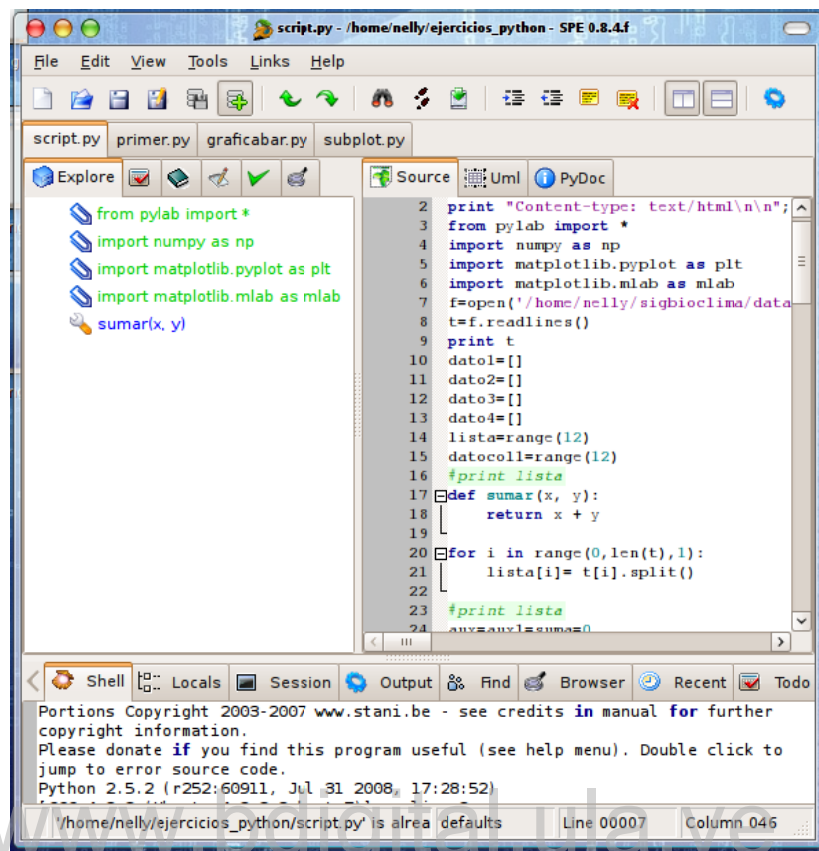 script.py - /home/nelly/ejercicios_python - SPE 0.8.4.f
File Edit View Tools Links Help
script.py primer.py graficabar.py subplot.py
Explore
Source Uml PyDoc
from pylab import *
import numpy as np
import matplotlib.pyplot as plt
import matplotlib.mlab as mlab
sumar(x, y)
2 print "Content-type: text/html\n\n";
3 from pylab import *
4 import numpy as np
5 import matplotlib.pyplot as plt
6 import matplotlib.mlab as mlab
7 f=open('/home/nelly/sigbioclima/data
8 t=f.readlines()
9 print t
10 dato1=[]
11 dato2=[]
12 dato3=[]
13 dato4=[]
14 lista=range(12)
15 datocol1=range(12)
16 #print lista
17 def sumar(x, y):
18 return x + y
19
20 for i in range(0,len(t),1):
21 lista[i]= t[i].split()
22
23 #print lista
24 aux=aux1=suma=0
Shell Locals Session Output Find Browser Recent Todo
Portions Copyright 2003-2007 www.stani.be - see credits in manual for further
copyright information.
Please donate if you find this program useful (see help menu). Double click to
jump to error source code.
Python 2.5.2 (r252:60911, Jul 31 2008, 17:28:52)
'/home/nelly/ejercicios_python/script.py' is alrea defaults Line 00007 Column 046
www.bdigital.ula.ve